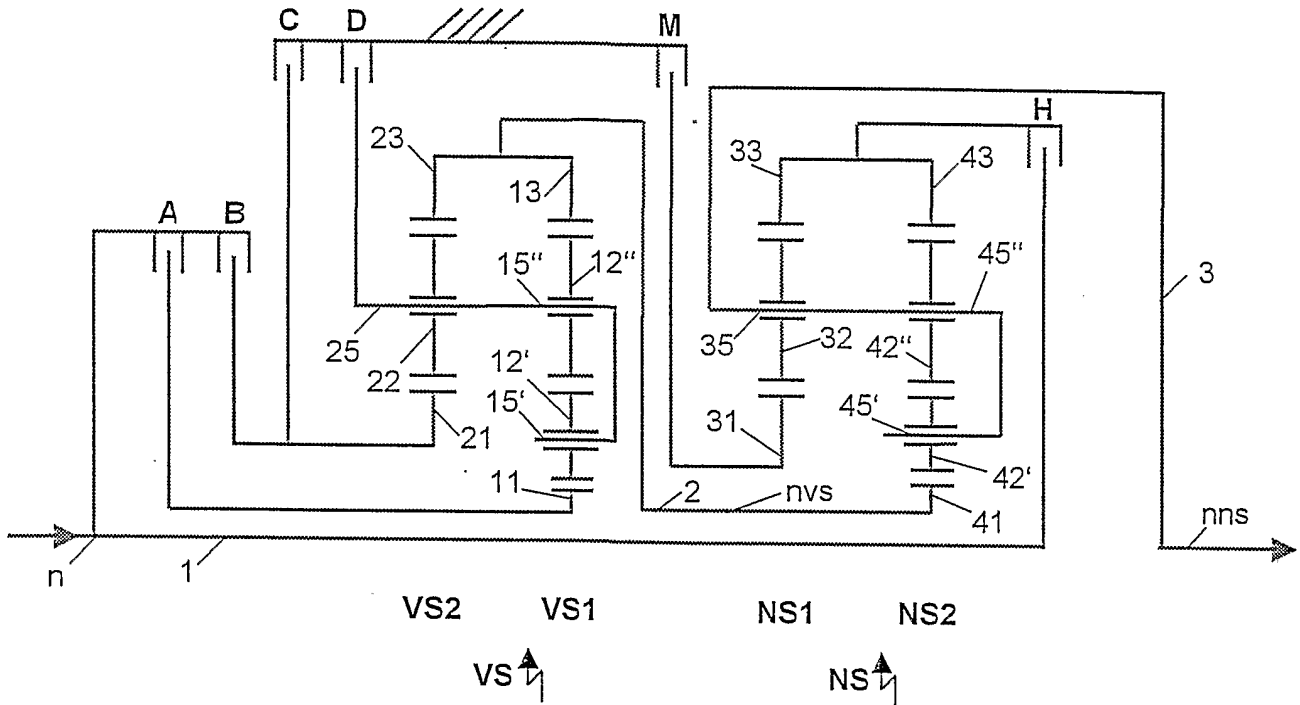 C D M
H
23 13 33 43
A B
15“ 12“ 45“ 3
25 22 12‘ 35 32 42“
15‘ 45‘
21 31
11 2 nvs 42‘ 41
nns
n 1
VS2 VS1 NS1 NS2
VS NS